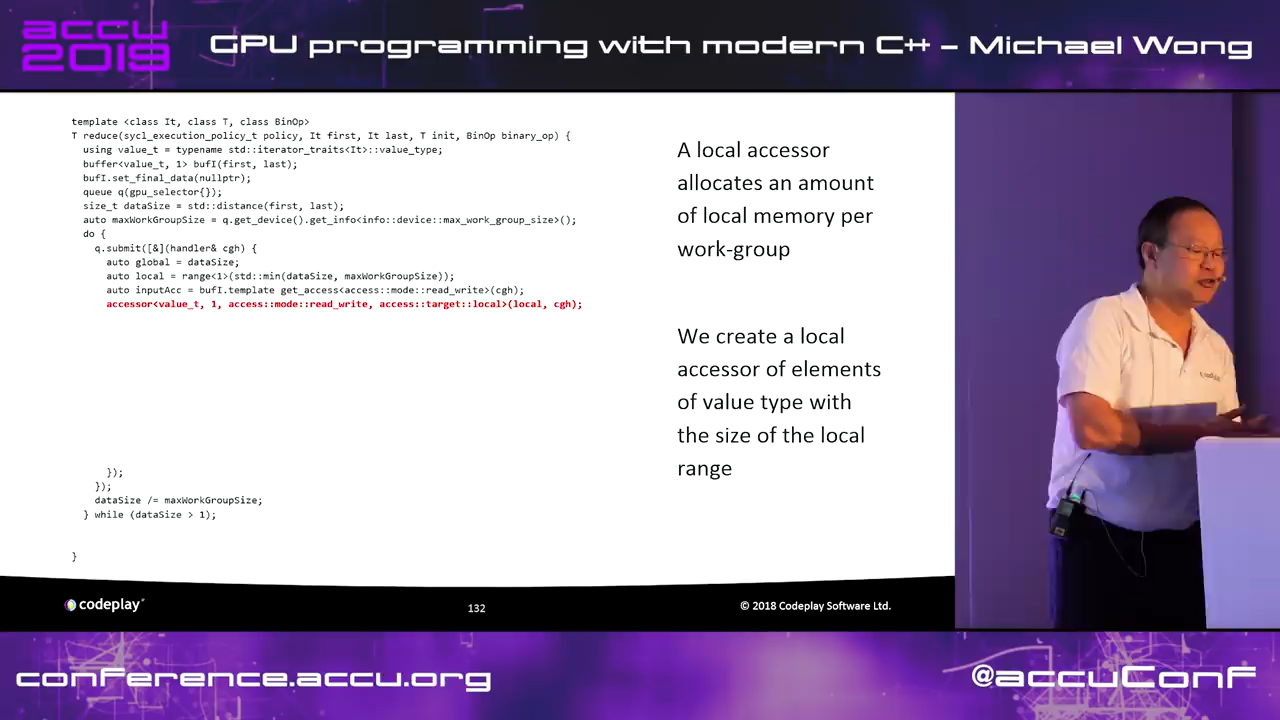 accu
2019
GPU programming with modern C++ – Michael Wong
template <class It, class T, class BinOp>
T reduce(sycl_execution_policy_t policy, It first, It last, T init, BinOp binary_op) {
using value_t = typename std::iterator_traits<It>::value_type;
buffer<value_t, 1> bufI(first, last);
bufI.set_final_data(nullptr);
queue q(gpu_selector{});
size_t dataSize = std::distance(first, last);
auto maxWorkGroupSize = q.get_device().get_info<info::device::max_work_group_size>();
do {
q.submit([&](handler& cgh) {
auto global = dataSize;
auto local = range<1>(std::min(dataSize, maxWorkGroupSize));
auto inputAcc = bufI.template get_access<access::mode::read_write>(cgh);
accessor<value_t, 1, access::mode::read_write, access::target::local>(local, cgh);
});
});
dataSize /= maxWorkGroupSize;
} while (dataSize > 1);
}
A local accessor
allocates an amount
of local memory per
work-group
We create a local
accessor of elements
of value type with
the size of the local
range
codeplay
132
© 2018 Codeplay Software Ltd.
conference.accu.org
@accuConf